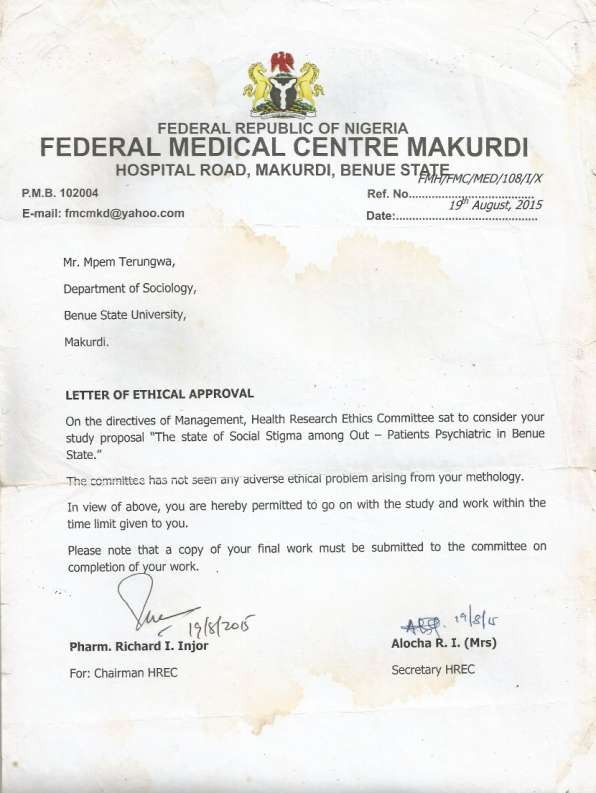 FEDERAL REPUBLIC OF NIGERIA
FEDERAL MEDICAL CENTRE MAKURDI
HOSPITAL ROAD, MAKURDI, BENUE STATE
P.M.B. 102004
Ref. No. FMH/FMC/MED/108/I/X
E-mail: fmcmkd@yahoo.com
Date: 19th August, 2015
Mr. Mpem Terungwa,
Department of Sociology,
Benue State University,
Makurdi.
LETTER OF ETHICAL APPROVAL
On the directives of Management, Health Research Ethics Committee sat to consider your
study proposal “The state of Social Stigma among Out – Patients Psychiatric in Benue
State.”
The committee has not seen any adverse ethical problem arising from your methology.
In view of above, you are hereby permitted to go on with the study and work within the
time limit given to you.
Please note that a copy of your final work must be submitted to the committee on
completion of your work.
19/8/2015
19/8/15
Pharm. Richard I. Injor
Alocha R. I. (Mrs)
For: Chairman HREC
Secretary HREC